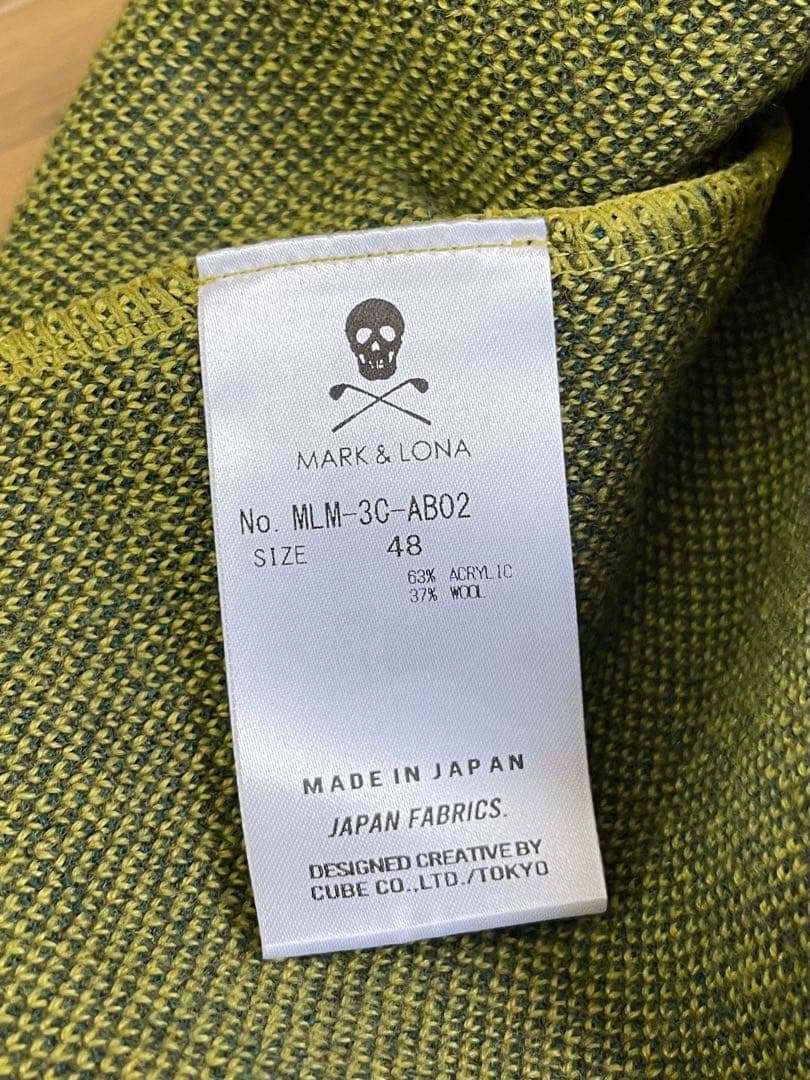 MARK & LONA
No. MLM-3C-AB02
SIZE 48
63% ACRYLIC
37% WOOL
MADE IN JAPAN
JAPAN FABRICS.
DESIGNED CREATIVE BY
CUBE CO.,LTD./TOKYO